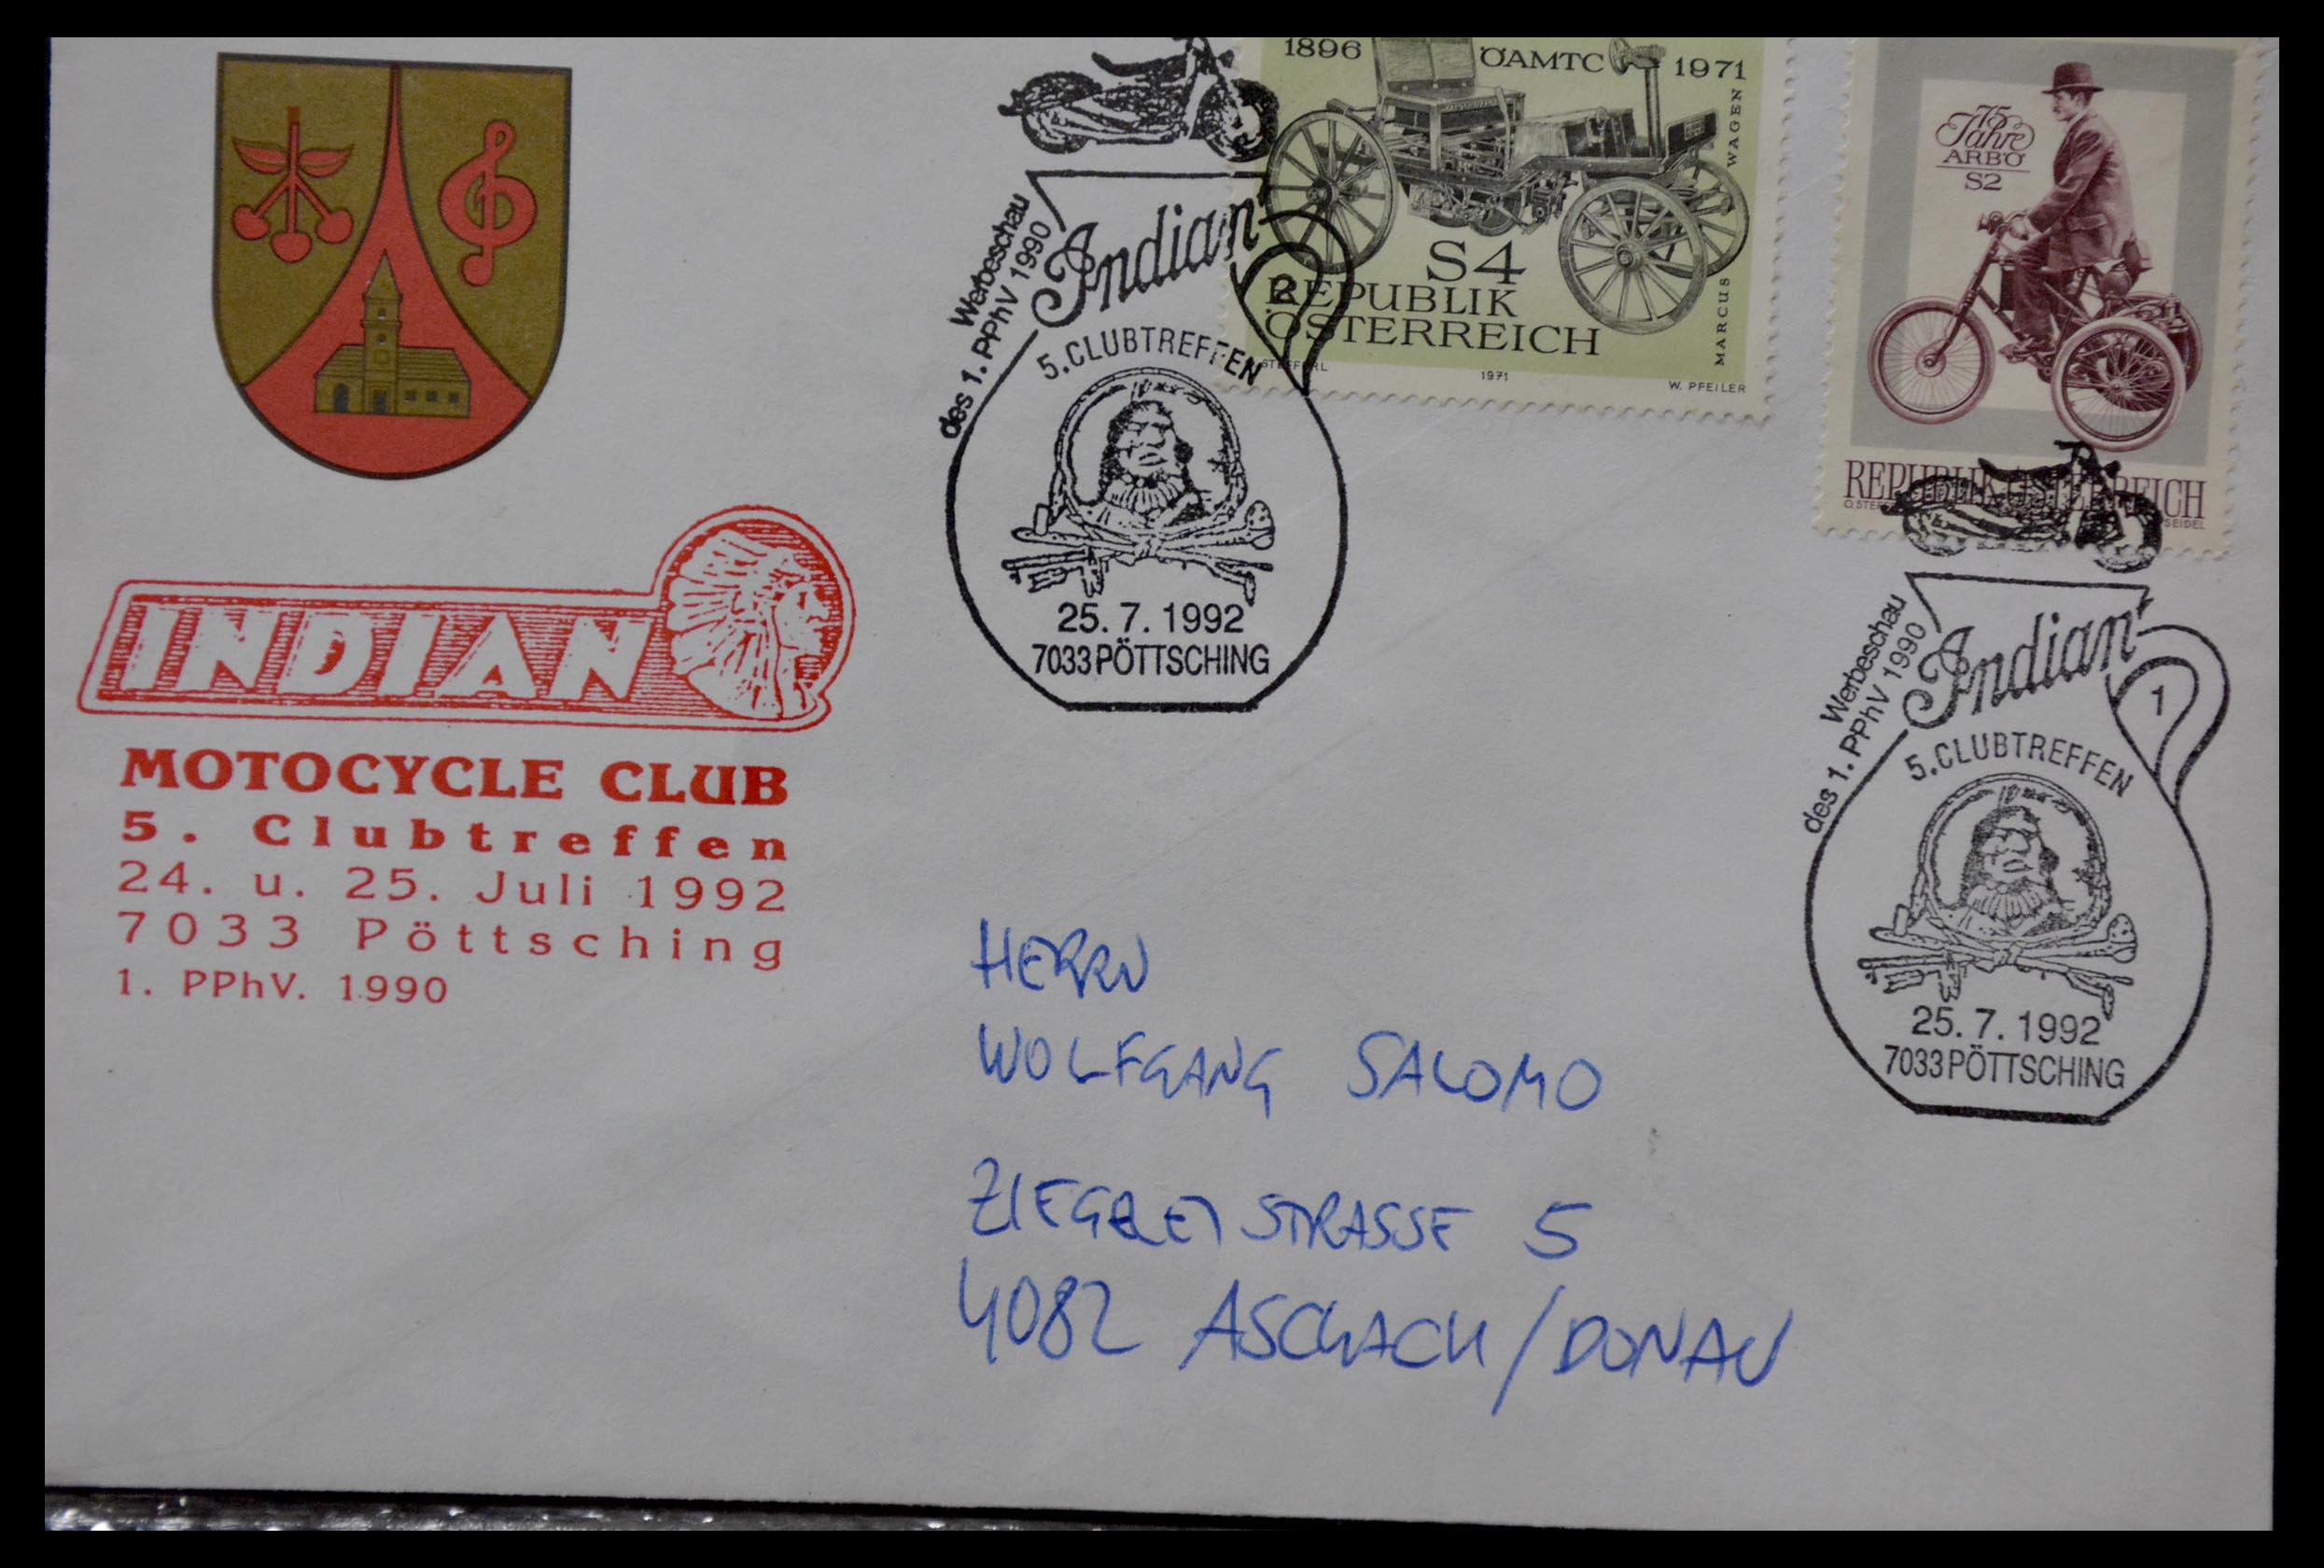 1896 ÖAMTC 1971
MARCUS WAGEN
S4
REPUBLIK
ÖSTERREICH
1971
W. PFEILER
75
Jahre
ARBÖ
S2
REPUBLIK ÖSTERREICH
SEIDEL
Werbeschau
des 1. PPhV 1990
Indian
2
5. CLUBTREFFEN
25. 7. 1992
7033 PÖTTSCHING
Werbeschau
des 1. PPhV 1990
Indian
1
5. CLUBTREFFEN
25. 7. 1992
7033 PÖTTSCHING
INDIAN
MOTOCYCLE CLUB
5. Clubtreffen
24. u. 25. Juli 1992
7033 Pöttsching
1. PPhV. 1990
HERRN
WOLFGANG SALOMO
ZIEGELEISTRASSE 5
4082 ASCHACH/DONAU